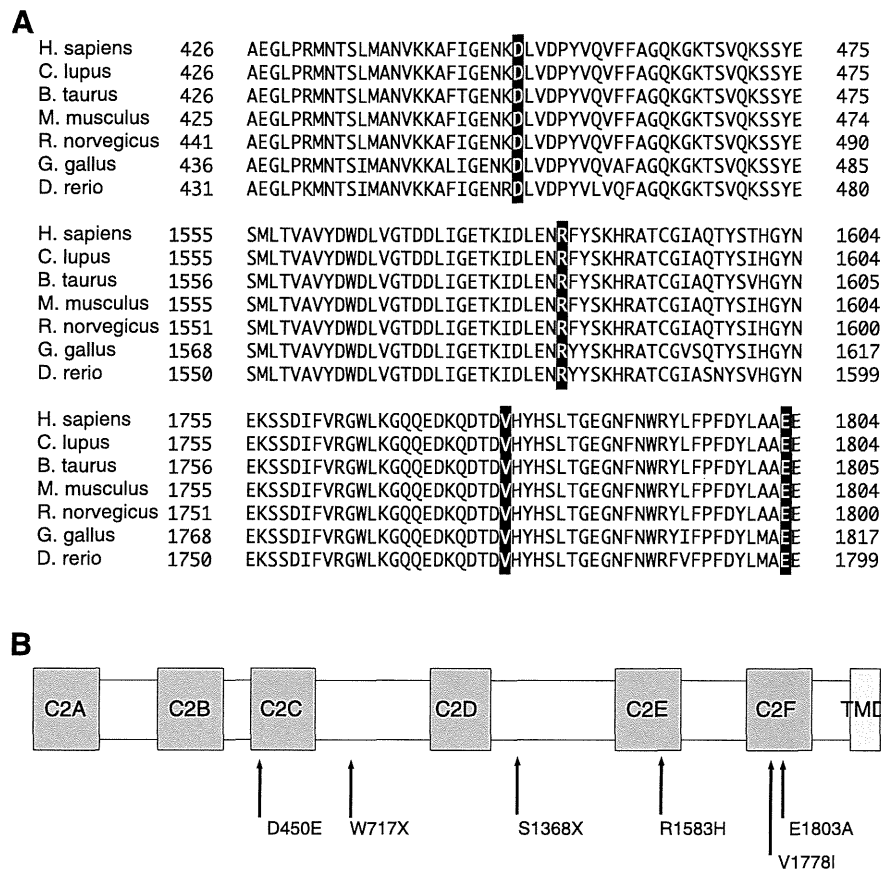 A
H. sapiens 426 AEGLPRMNTSLMANVKKAFIGENKDLVDPYVQVFFAGQKGKTSVQKSSYE 475
C. lupus 426 AEGLPRMNTSLMANVKKAFIGENKDLVDPYVQVFFAGQKGKTSVQKSSYE 475
B. taurus 426 AEGLPRMNTSLMANVKKAFTGENKDLVDPYVQVFFAGQKGKTSVQKSSYE 475
M. musculus 425 AEGLPRMNTSIMANVKKAFIGENKDLVDPYVQVFFAGQKGKTSVQKSSYE 474
R. norvegicus 441 AEGLPRMNTSIMANVKKAFIGENKDLVDPYVQVFFAGQKGKTSVQKSSYE 490
G. gallus 436 AEGLPRMNTSIMANVKKALIGENKDLVDPYVQVAFAGQKGKTSVQKSSYE 485
D. rerio 431 AEGLPKMNTSIMANVKKAFTGENRDLVDPYVLVQFAGQKGKTSVQKSSYE 480
H. sapiens 1555 SMLTVAVYDWDLVGTDDLIGETKIDLENRFYSKHRATCGIAQTYSTHGYN 1604
C. lupus 1555 SMLTVAVYDWDLVGTDDLIGETKIDLENRFYSKHRATCGIAQTYSTHGYN 1604
B. taurus 1556 SMLTVAVYDWDLVGTDDLIGETKIDLENRFYSKHRATCGIAQTYSVHGYN 1605
M. musculus 1555 SMLTVAVYDWDLVGTDDLIGETKIDLENRFYSKHRATCGIAQTYSIHGYN 1604
R. norvegicus 1551 SMLTVAVYDWDLVGTDDLIGETKIDLENRFYSKHRATCGIAQTYSIHGYN 1600
G. gallus 1568 SMLTVAVYDWDLVGTDDLIGETKIDLENRYYSKHRATCGVSQTYSIHGYN 1617
D. rerio 1550 SMLTVAVYDWDLVGTDDLIGETKIDLENRYYSKHRATCGIASNYSVHGYN 1599
H. sapiens 1755 EKSSDIFVRGWLKGQQEDKQDTDVHYHSLTGEGNFNWRYLFPFDYLAAEE 1804
C. lupus 1755 EKSSDIFVRGWLKGQQEDKQDTDVHYHSLTGEGNFNWRYLFPFDYLAAEE 1804
B. taurus 1756 EKSSDIFVRGWLKGQQEDKQDTDVHYHSLTGEGNFNWRYLFPFDYLAAEE 1805
M. musculus 1755 EKSSDIFVRGWLKGQQEDKQDTDVHYHSLTGEGNFNWRYLFPFDYLAAEE 1804
R. norvegicus 1751 EKSSDIFVRGWLKGQQEDKQDTDVHYHSLTGEGNFNWRYLFPFDYLAAEE 1800
G. gallus 1768 EKSSDIFVRGWLKGQQEDKQDTDVHYHSLTGEGNFNWRYIFPFDYLMAEE 1817
D. rerio 1750 EKSSDIFVRGWLKGQQEDKQDTDVHYHSLTGEGNFNWRFVFPFDYLMAEE 1799
B
C2A C2B C2C C2D C2E C2F TMD
D450E W717X S1368X R1583H E1803A
V1778I